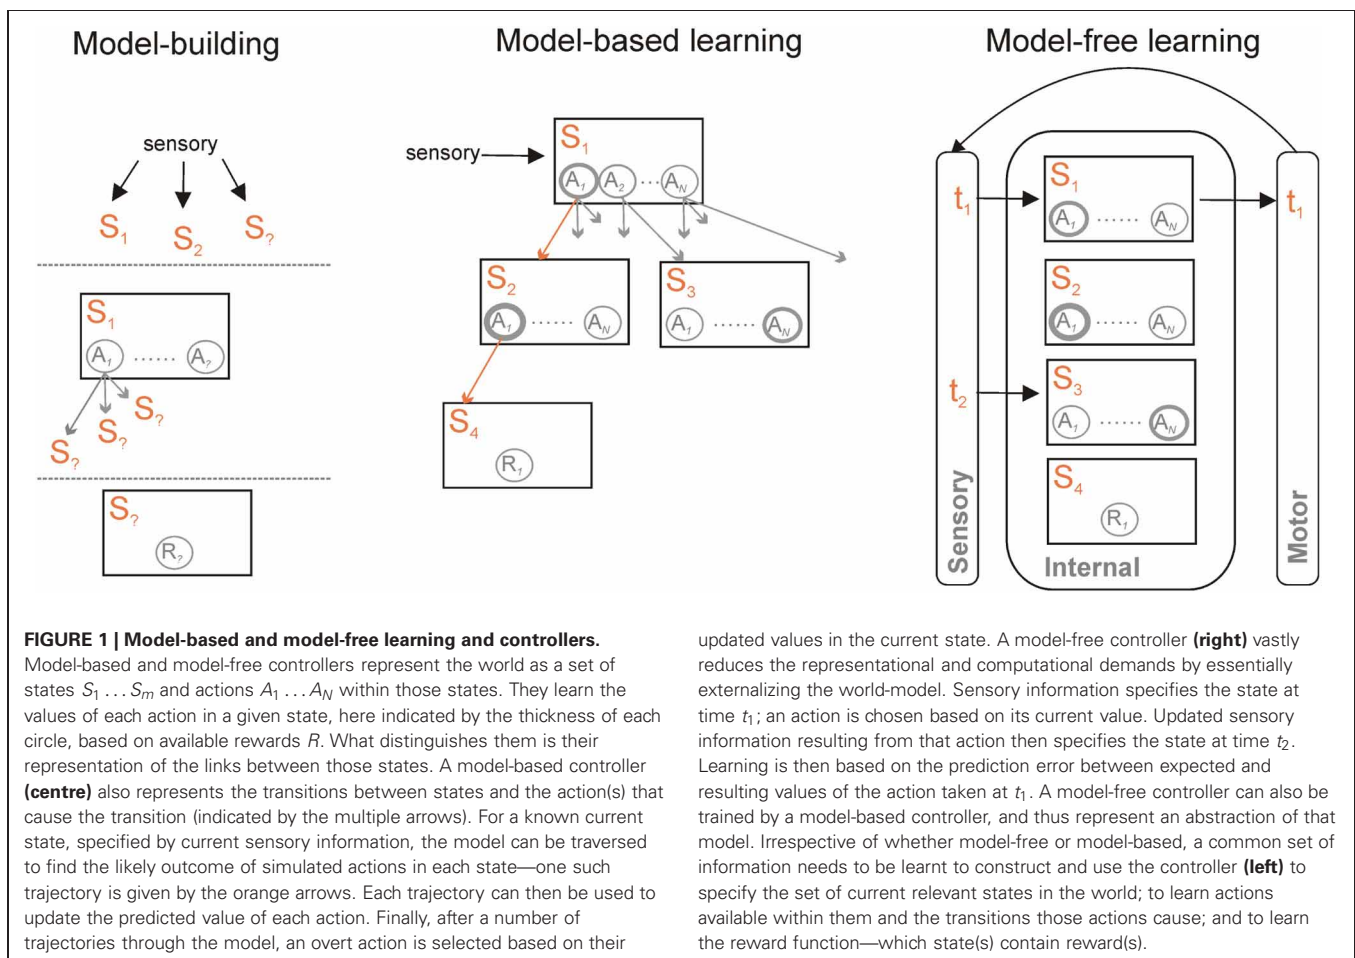 Model-building
sensory
S1 S2 S?
S1
A1 ...... A?
S?
S?
S?
S?
R?
Model-based learning
sensory
S1
A1 A2 ... AN
S2
A1 ...... AN
S3
A1 ...... AN
S4
R1
Model-free learning
t1
S1
A1 ...... AN
t1
S2
A1 ...... AN
t2
S3
A1 ...... AN
S4
R1
Sensory
Internal
Motor
FIGURE 1 | Model-based and model-free learning and controllers.
Model-based and model-free controllers represent the world as a set of
states S1 ... Sm and actions A1 ... AN within those states. They learn the
values of each action in a given state, here indicated by the thickness of each
circle, based on available rewards R. What distinguishes them is their
representation of the links between those states. A model-based controller
(centre) also represents the transitions between states and the action(s) that
cause the transition (indicated by the multiple arrows). For a known current
state, specified by current sensory information, the model can be traversed
to find the likely outcome of simulated actions in each state—one such
trajectory is given by the orange arrows. Each trajectory can then be used to
update the predicted value of each action. Finally, after a number of
trajectories through the model, an overt action is selected based on their
updated values in the current state. A model-free controller (right) vastly
reduces the representational and computational demands by essentially
externalizing the world-model. Sensory information specifies the state at
time t1; an action is chosen based on its current value. Updated sensory
information resulting from that action then specifies the state at time t2.
Learning is then based on the prediction error between expected and
resulting values of the action taken at t1. A model-free controller can also be
trained by a model-based controller, and thus represent an abstraction of that
model. Irrespective of whether model-free or model-based, a common set of
information needs to be learnt to construct and use the controller (left) to
specify the set of current relevant states in the world; to learn actions
available within them and the transitions those actions cause; and to learn
the reward function—which state(s) contain reward(s).